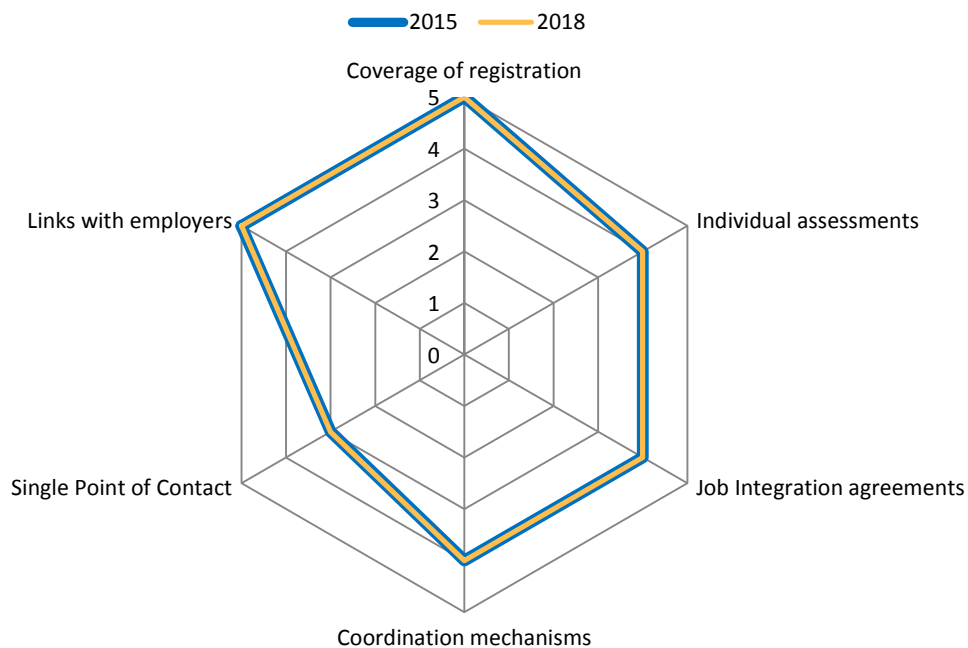 2015 2018
Coverage of registration
5
4
Links with employers
Individual assessments
3
2
1
0
Single Point of Contact
Job Integration agreements
Coordination mechanisms